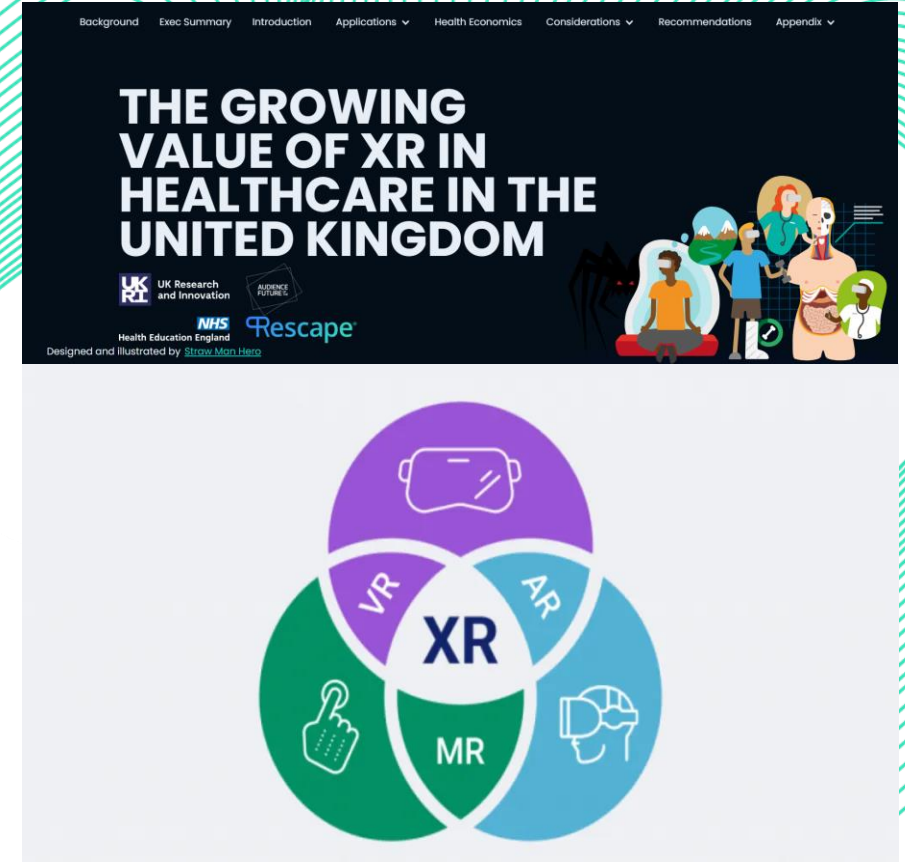 Background Exec Summary Introduction Applications Health Economics Considerations Recommendations Appendix
THE GROWING
VALUE OF XR IN
HEALTHCARE IN THE
UNITED KINGDOM
UK
RI
UK Research
and Innovation
AUDIENCE
FUTURE
NHS
Health Education England
Rescape
Designed and illustrated by Straw Man Hero
VR
AR
XR
MR